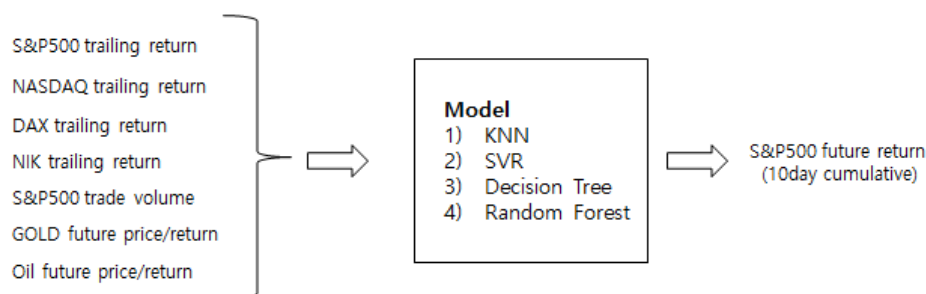 S&P500 trailing return
NASDAQ trailing return
DAX trailing return
NIK trailing return
S&P500 trade volume
GOLD future price/return
Oil future price/return
Model
1) KNN
2) SVR
3) Decision Tree
4) Random Forest
S&P500 future return
(10day cumulative)